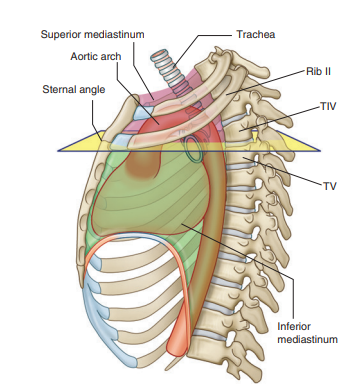 Superior mediastinum
Trachea
Aortic arch
Rib II
Sternal angle
TIV
TV
Inferior
mediastinum